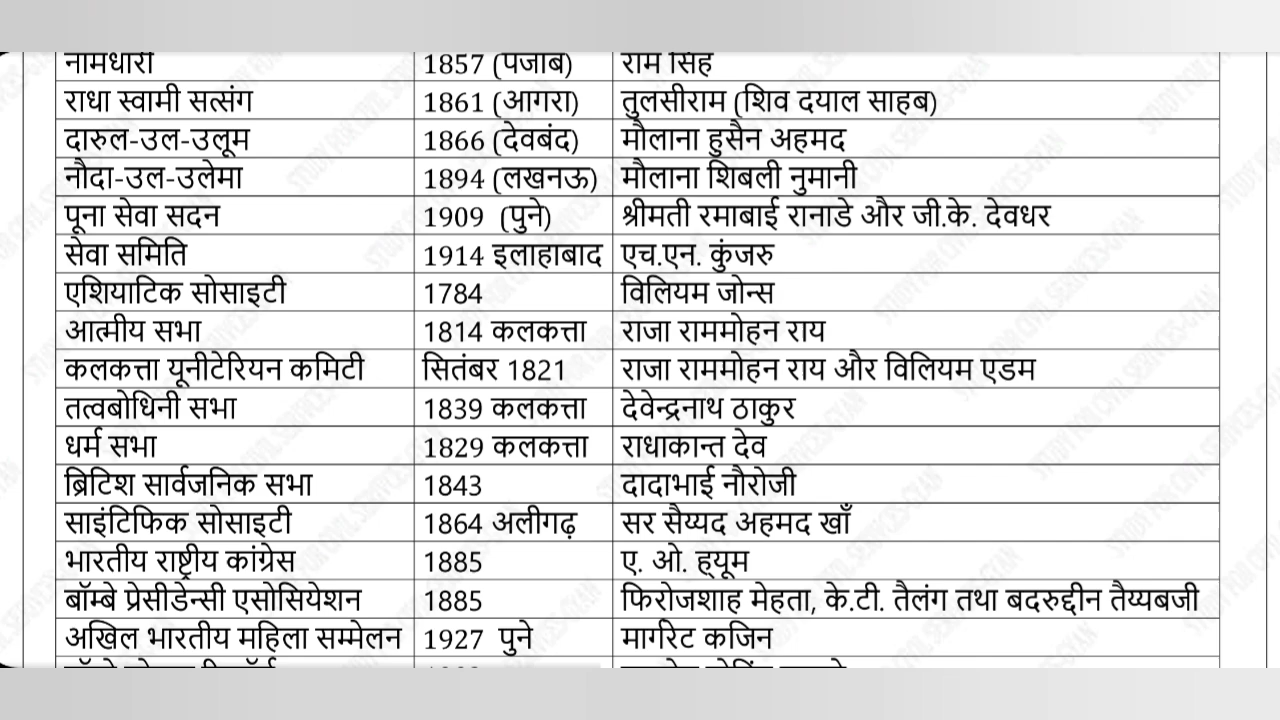 नामधारी 1857 (पंजाब) राम सिंह
राधा स्वामी सत्संग 1861 (आगरा) तुलसीराम (शिव दयाल साहब)
दारुल-उल-उलूम 1866 (देवबंद) मौलाना हुसैन अहमद
नौदा-उल-उलेमा 1894 (लखनऊ) मौलाना शिबली नुमानी
पूना सेवा सदन 1909 (पुने) श्रीमती रमाबाई रानाडे और जी.के. देवधर
सेवा समिति 1914 इलाहाबाद एच.एन. कुंजरु
एशियाटिक सोसाइटी 1784 विलियम जोन्स
आत्मीय सभा 1814 कलकत्ता राजा राममोहन राय
कलकत्ता यूनीटेरियन कमिटी सितंबर 1821 राजा राममोहन राय और विलियम एडम
तत्वबोधिनी सभा 1839 कलकत्ता देवेन्द्रनाथ ठाकुर
धर्म सभा 1829 कलकत्ता राधाकान्त देव
ब्रिटिश सार्वजनिक सभा 1843 दादाभाई नौरोजी
साइंटिफिक सोसाइटी 1864 अलीगढ़ सर सैय्यद अहमद खाँ
भारतीय राष्ट्रीय कांग्रेस 1885 ए. ओ. ह्यूम
बॉम्बे प्रेसीडेन्सी एसोसियेशन 1885 फिरोजशाह मेहता, के.टी. तैलंग तथा बदरुद्दीन तैय्यबजी
अखिल भारतीय महिला सम्मेलन 1927 पुने मार्गरेट कजिन